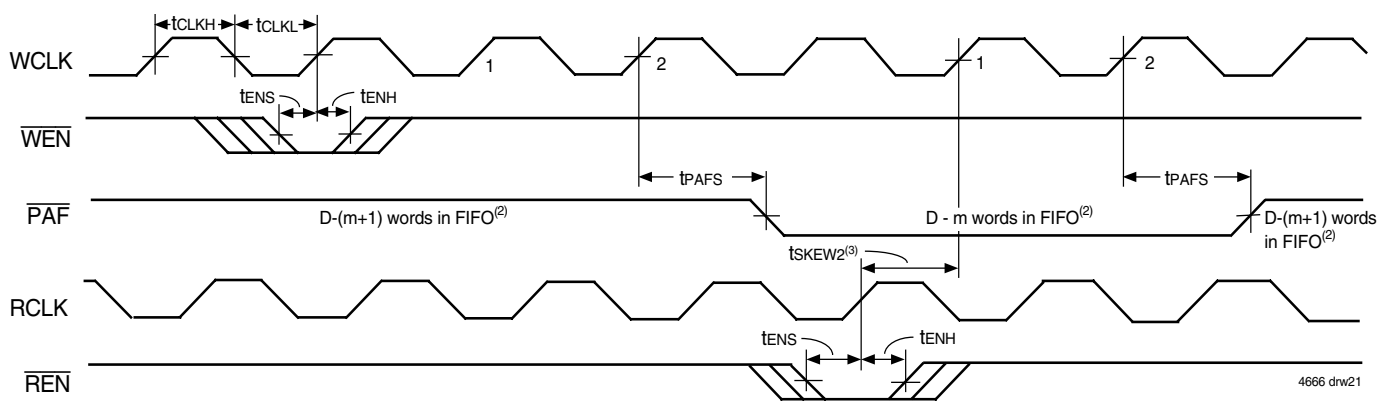 tCLKH tCLKL
WCLK 1 2 1 2
tENS tENH
WEN
tPAFS tPAFS
PAF D-(m+1) words in FIFO(2) D - m words in FIFO(2) D-(m+1) words
in FIFO(2)
tSKEW2(3)
RCLK
tENS tENH
REN
4666 drw21